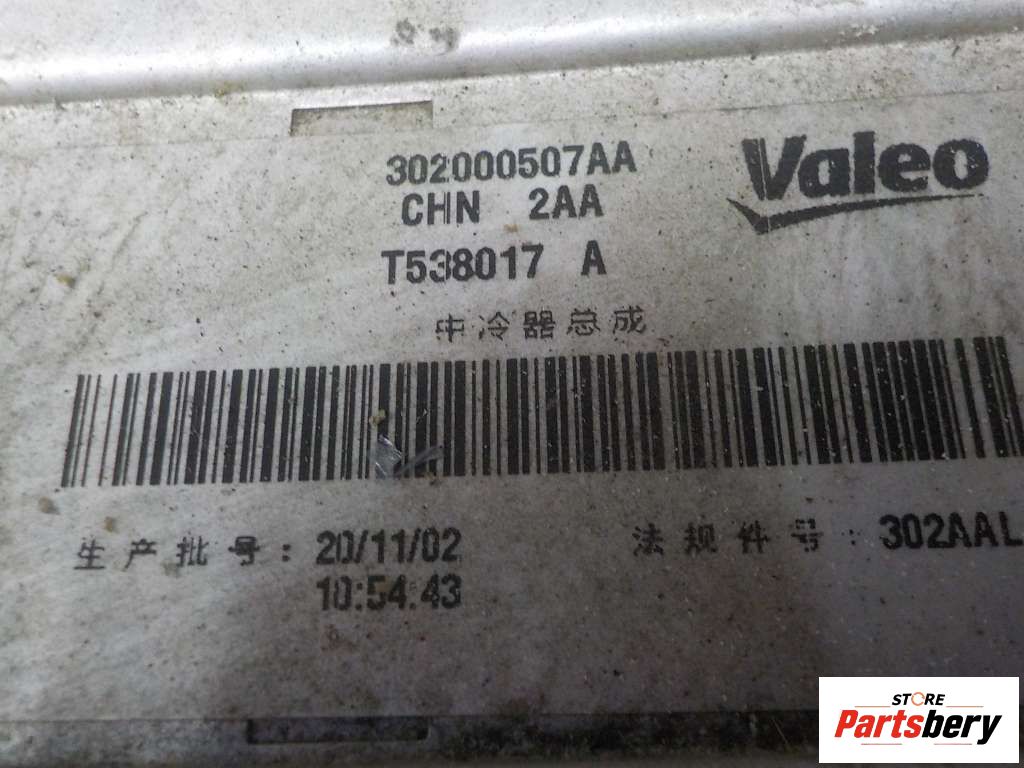 302000507AA
Valeo
CHN 2AA
T538017 A
中冷器总成
生产批号: 20/11/02
10:54:43
法规件号: 302AAL
STORE
Partsbery